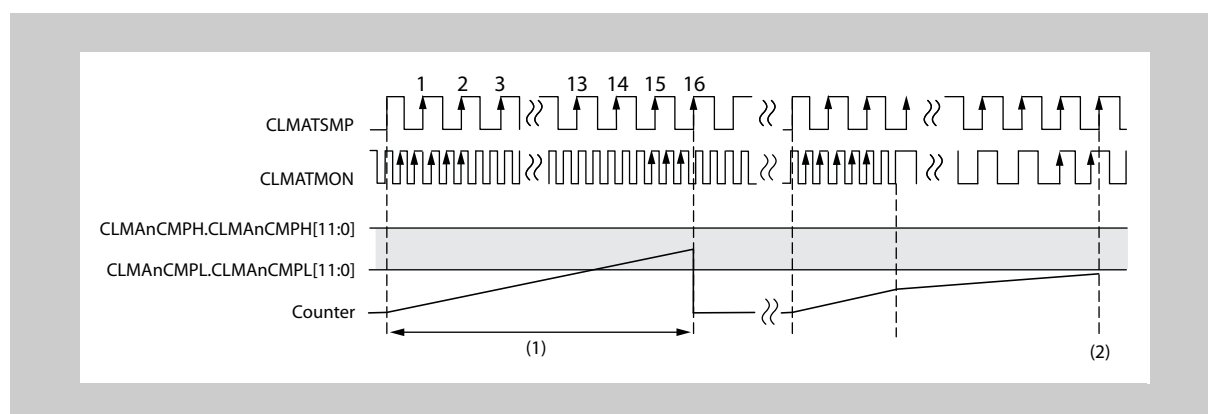 1 2 3 13 14 15 16
CLMATSMP
CLMATMON
CLMAnCMPH.CLMAnCMPH[11:0]
CLMAnCMPL.CLMAnCMPL[11:0]
Counter
(1) (2)